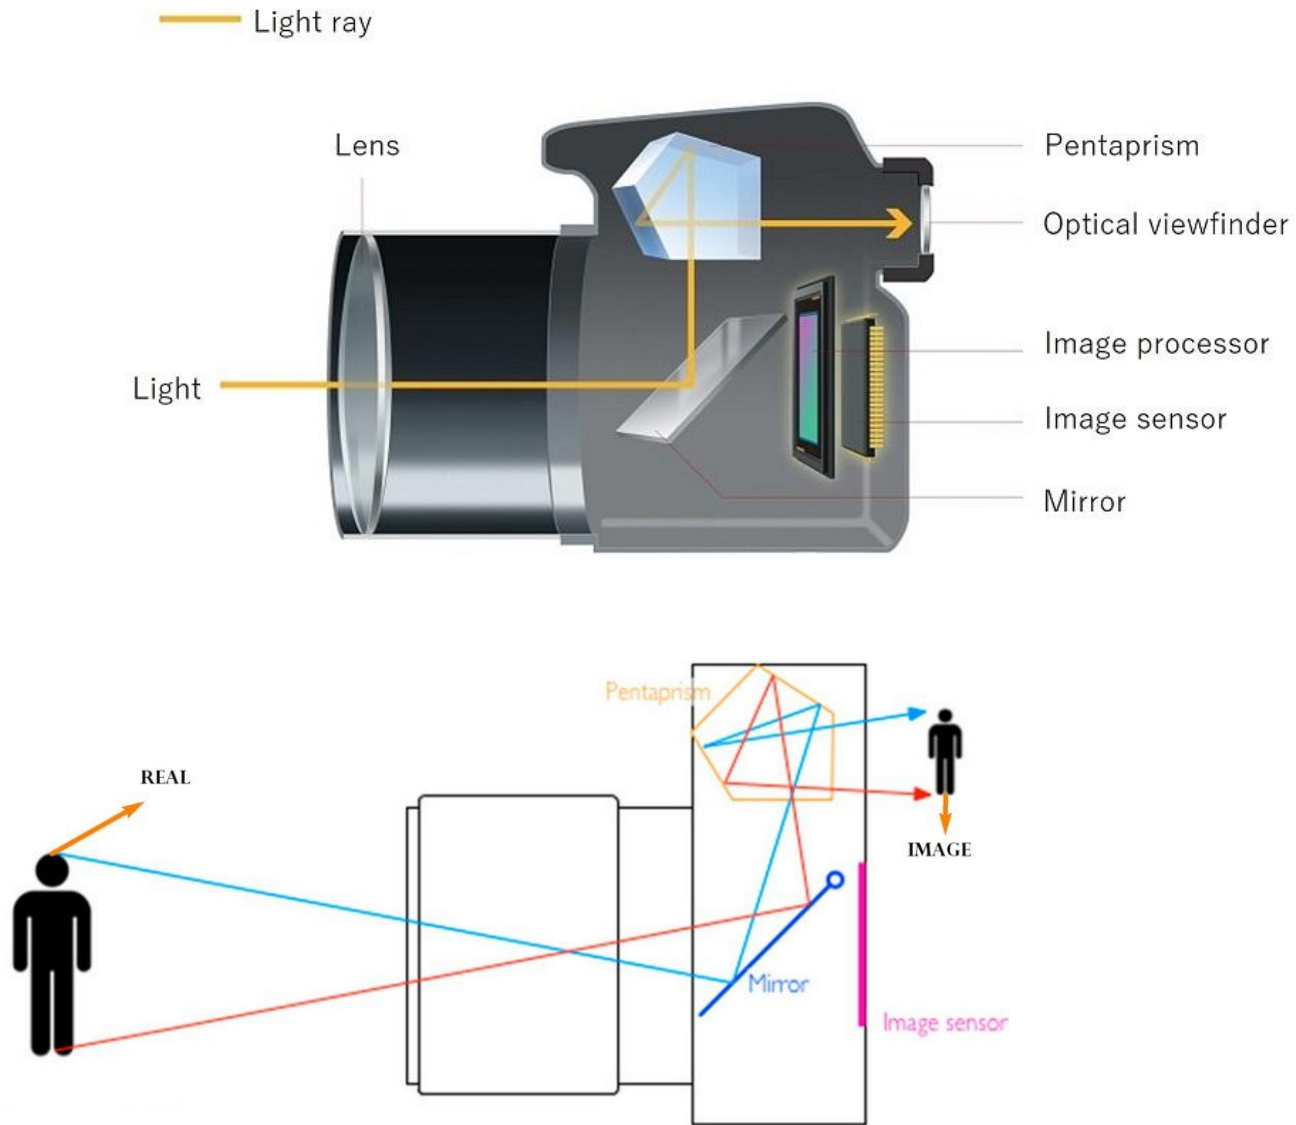 Light ray
Lens
Pentaprism
Optical viewfinder
Light
Image processor
Image sensor
Mirror
Pentaprism
REAL
IMAGE
Mirror
Image sensor